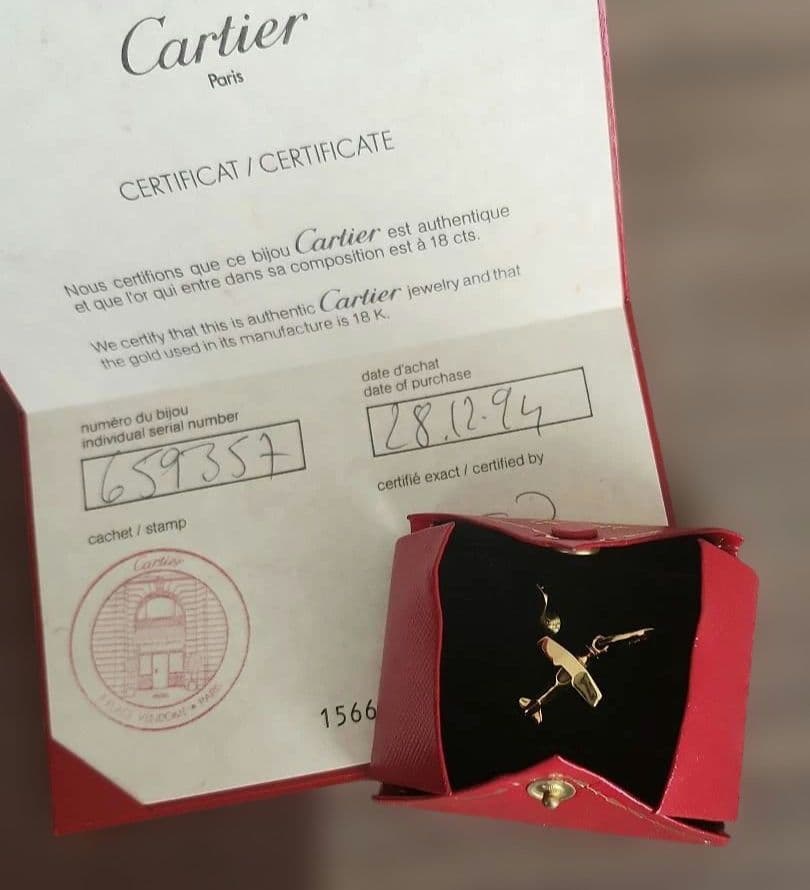 Cartier
Paris
CERTIFICAT / CERTIFICATE
Nous certifions que ce bijou Cartier est authentique
et que l'or qui entre dans sa composition est à 18 cts.
We certify that this is authentic Cartier jewelry and that
the gold used in its manufacture is 18 K.
numéro du bijou
individual serial number
659357
date d'achat
date of purchase
28.12.94
certifié exact / certified by
cachet / stamp
Cartier
PLACE VENDOME * PARIS
1566